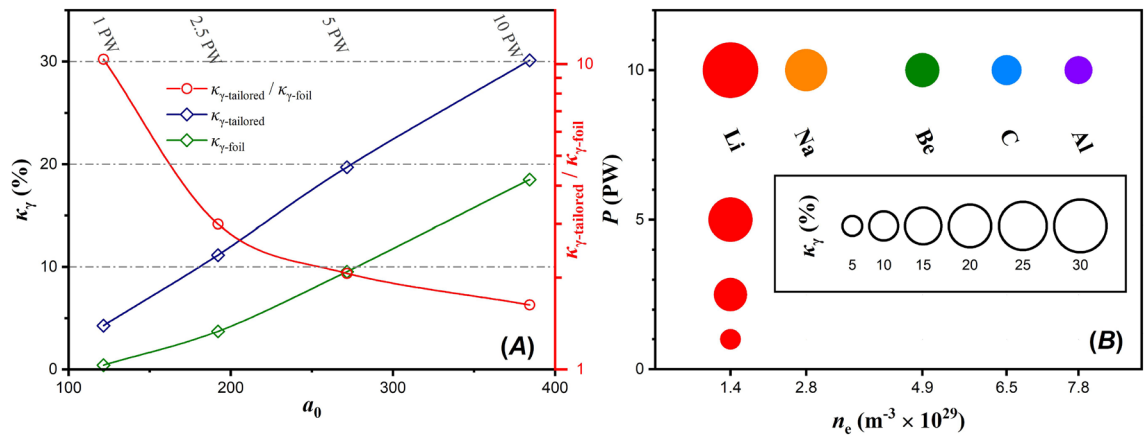 1 PW
2.5 PW
5 PW
10 PW
30
20
10
0
κγ (%)
κγ-tailored / κγ-foil
κγ-tailored
κγ-foil
10
1
κγ-tailored / κγ-foil
100
200
300
400
a0
(A)
10
5
0
P (PW)
Li
Na
Be
C
Al
κγ (%)
5
10
15
20
25
30
(B)
1.4
2.8
4.9
6.5
7.8
ne (m-3 × 1029)